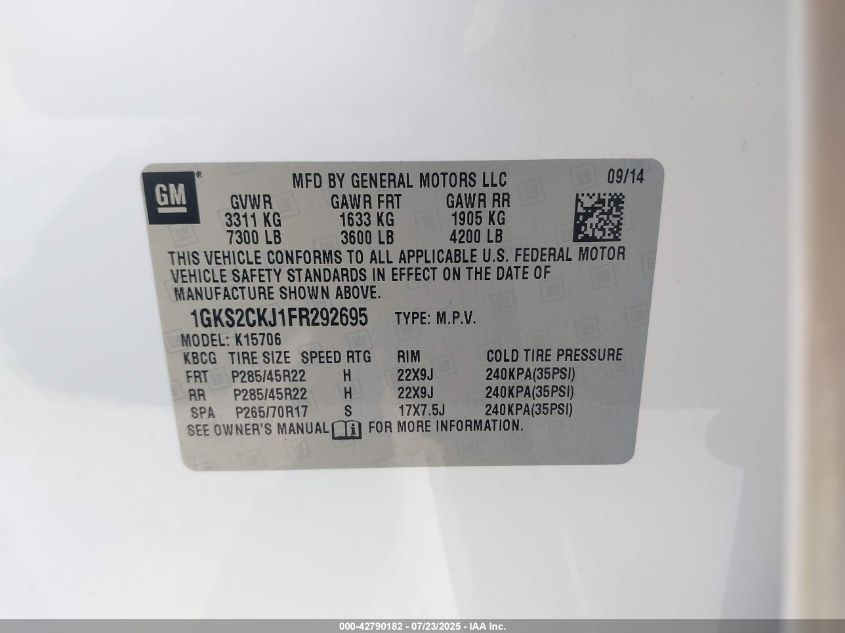 GM ®
MFD BY GENERAL MOTORS LLC 09/14
GVWR GAWR FRT GAWR RR
3311 KG 1633 KG 1905 KG
7300 LB 3600 LB 4200 LB
THIS VEHICLE CONFORMS TO ALL APPLICABLE U.S. FEDERAL MOTOR
VEHICLE SAFETY STANDARDS IN EFFECT ON THE DATE OF
MANUFACTURE SHOWN ABOVE.
1GKS2CKJ1FR292695 TYPE: M.P.V.
MODEL: K15706
KBCG TIRE SIZE SPEED RTG RIM COLD TIRE PRESSURE
FRT P285/45R22 H 22X9J 240KPA(35PSI)
RR P285/45R22 H 22X9J 240KPA(35PSI)
SPA P265/70R17 S 17X7.5J 240KPA(35PSI)
SEE OWNER'S MANUAL i FOR MORE INFORMATION.
000-42790182 - 07/23/2025 - IAA Inc.